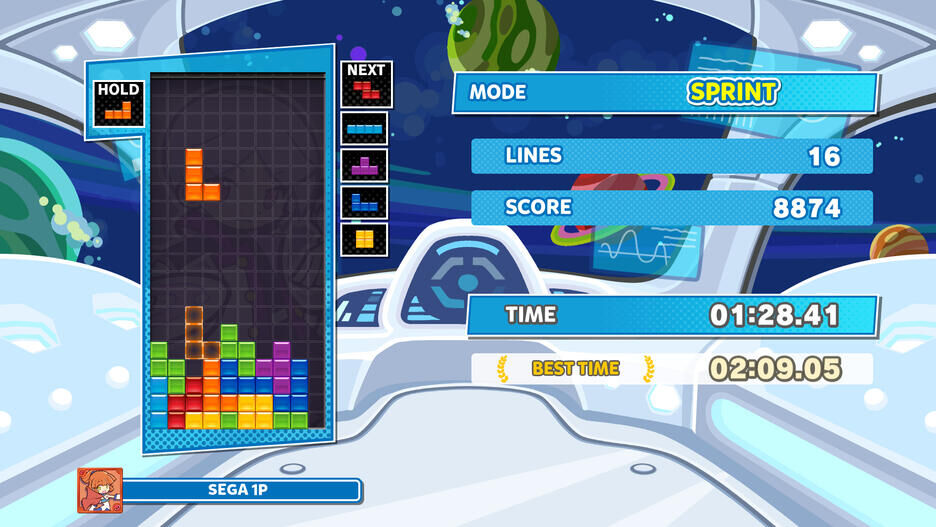 HOLD
NEXT
MODE SPRINT
LINES 16
SCORE 8874
TIME 01:28.41
BEST TIME 02:09.05
SEGA 1P